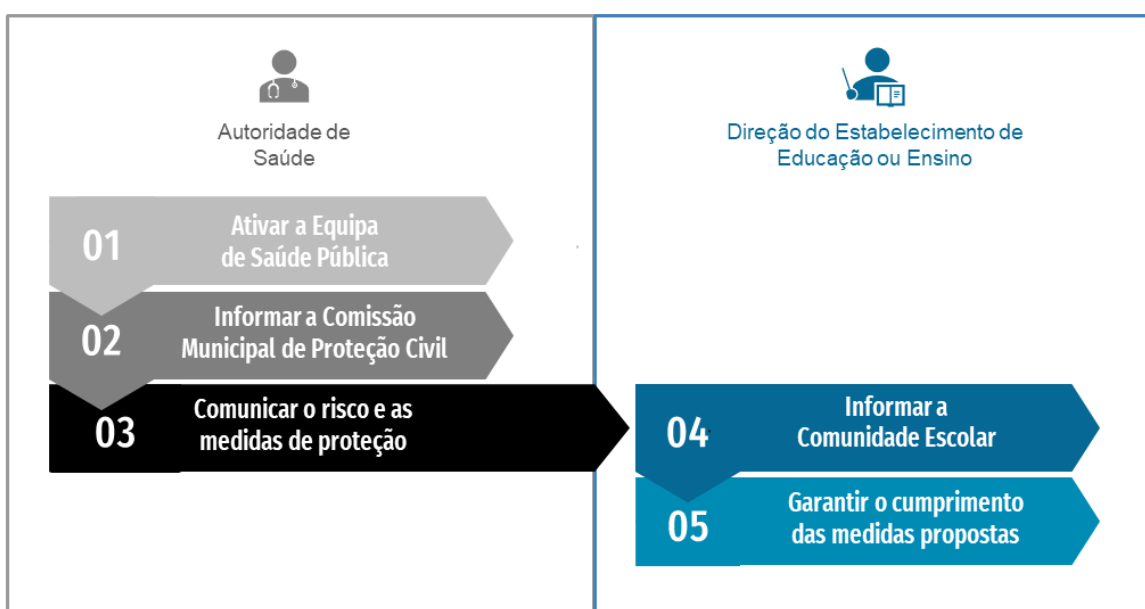 Autoridade de
Saúde
01
Ativar a Equipa
de Saúde Pública
02
Informar a Comissão
Municipal de Proteção Civil
03
Comunicar o risco e as
medidas de proteção
Direção do Estabelecimento de
Educação ou Ensino
04
Informar a
Comunidade Escolar
05
Garantir o cumprimento
das medidas propostas